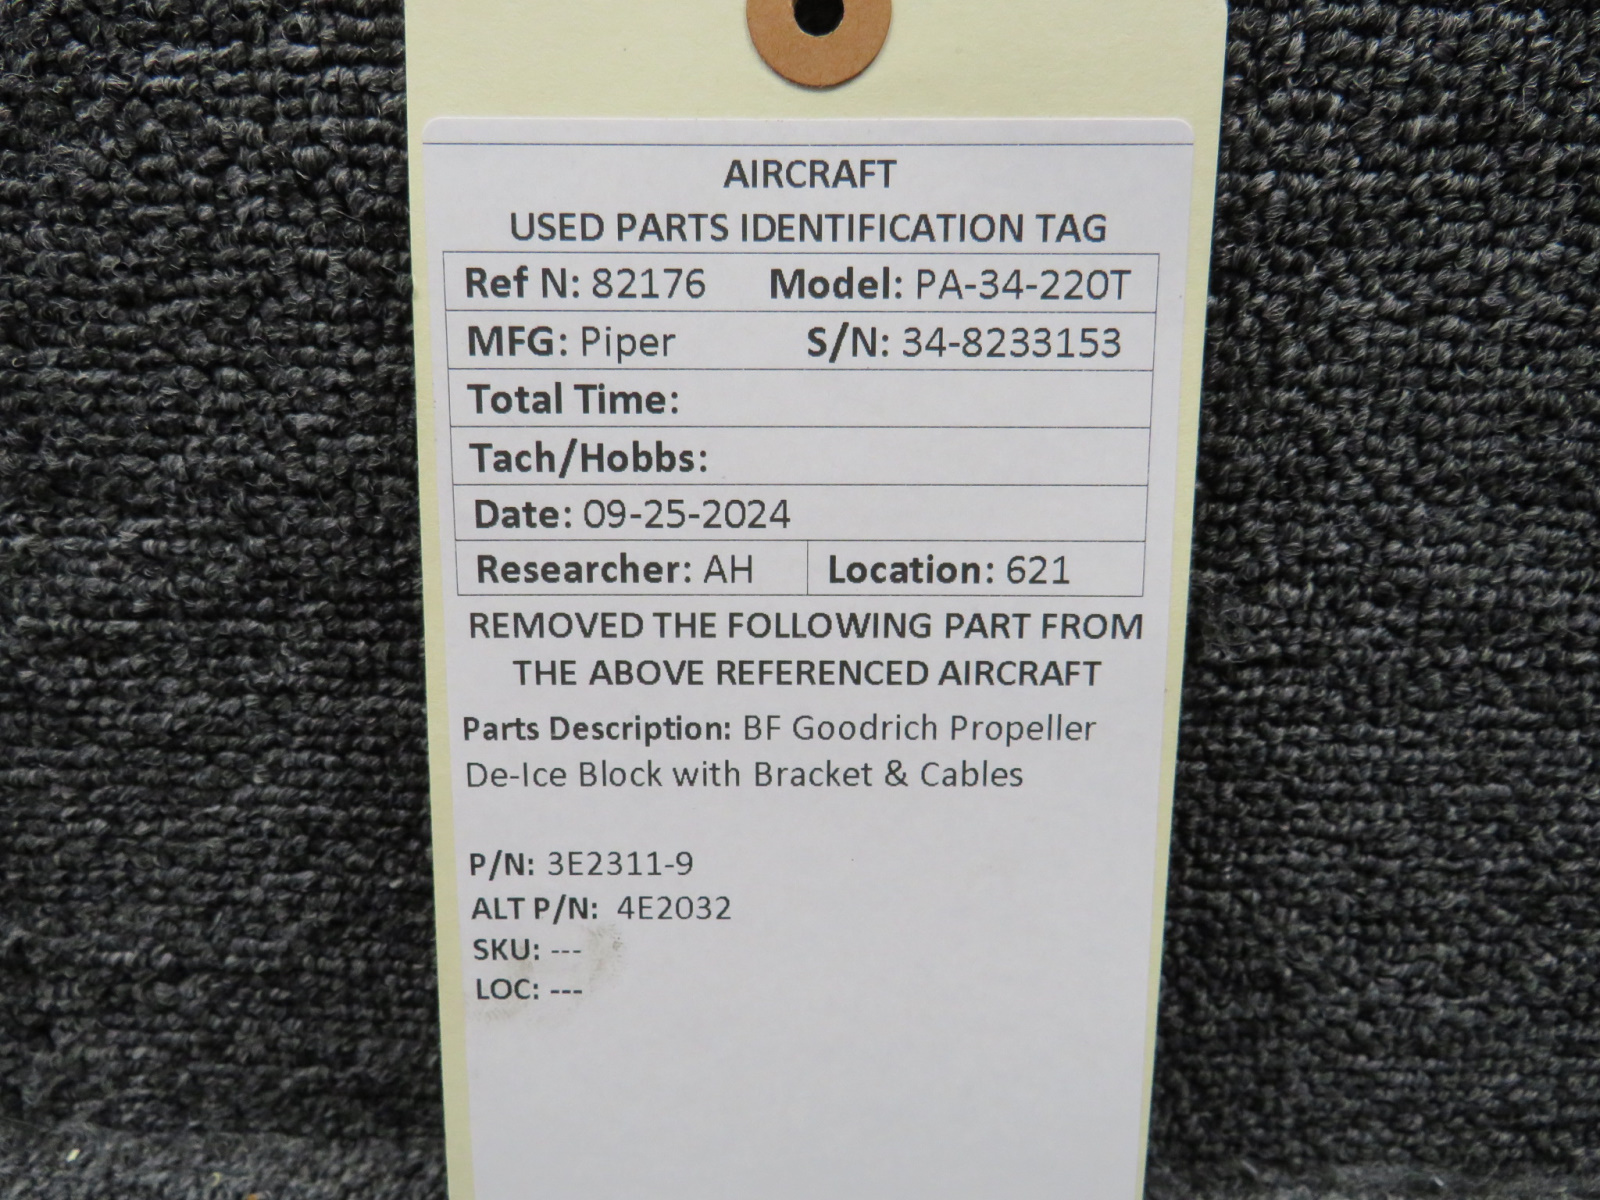 AIRCRAFT
USED PARTS IDENTIFICATION TAG
Ref N: 82176 Model: PA-34-220T
MFG: Piper S/N: 34-8233153
Total Time:
Tach/Hobbs:
Date: 09-25-2024
Researcher: AH Location: 621
REMOVED THE FOLLOWING PART FROM
THE ABOVE REFERENCED AIRCRAFT
Parts Description: BF Goodrich Propeller
De-Ice Block with Bracket & Cables
P/N: 3E2311-9
ALT P/N: 4E2032
SKU: ---
LOC: ---